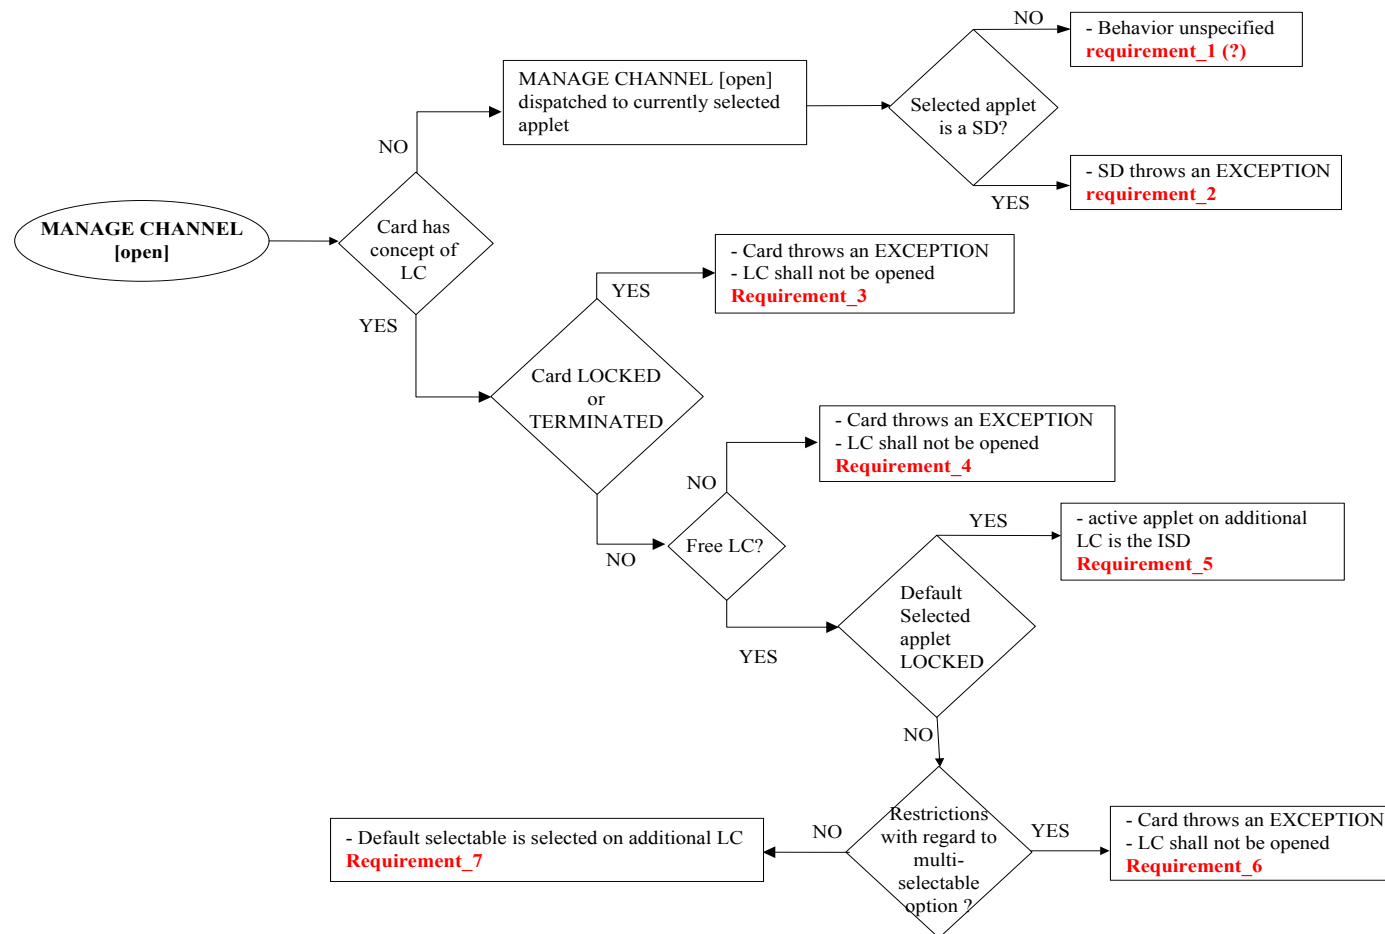 NO
- Behavior unspecified
requirement_1 (?)
MANAGE CHANNEL [open]
dispatched to currently selected
applet
Selected applet
is a SD?
NO
- SD throws an EXCEPTION
requirement_2
YES
MANAGE CHANNEL
[open]
Card has
concept of
LC
- Card throws an EXCEPTION
- LC shall not be opened
Requirement_3
YES
YES
Card LOCKED
or
TERMINATED
- Card throws an EXCEPTION
- LC shall not be opened
Requirement_4
NO
YES
- active applet on additional
LC is the ISD
Requirement_5
Free LC?
NO
Default
Selected
applet
LOCKED
YES
NO
Restrictions
with regard to
multi-
selectable
option ?
NO
- Default selectable is selected on additional LC
Requirement_7
YES
- Card throws an EXCEPTION
- LC shall not be opened
Requirement_6